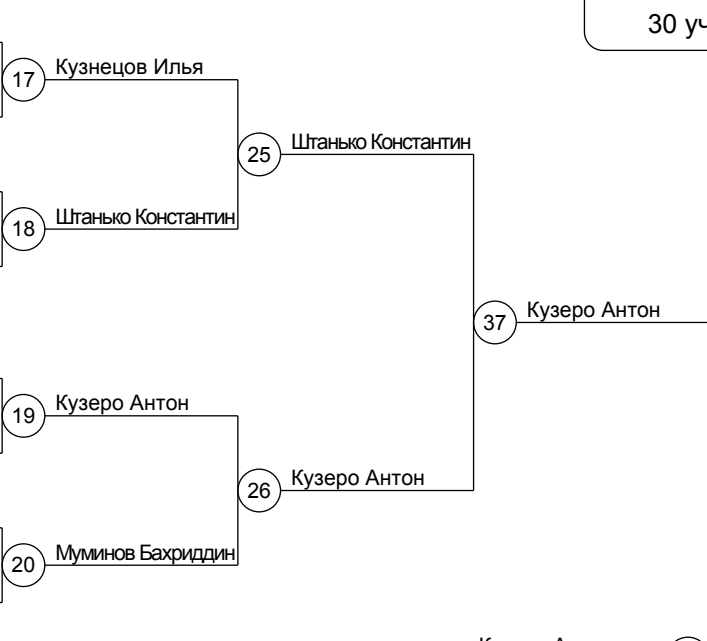 30 уч
17 Кузнецов Илья
25 Штанько Константин
18 Штанько Константин
37 Кузеро Антон
19 Кузеро Антон
26 Кузеро Антон
20 Муминов Бахриддин